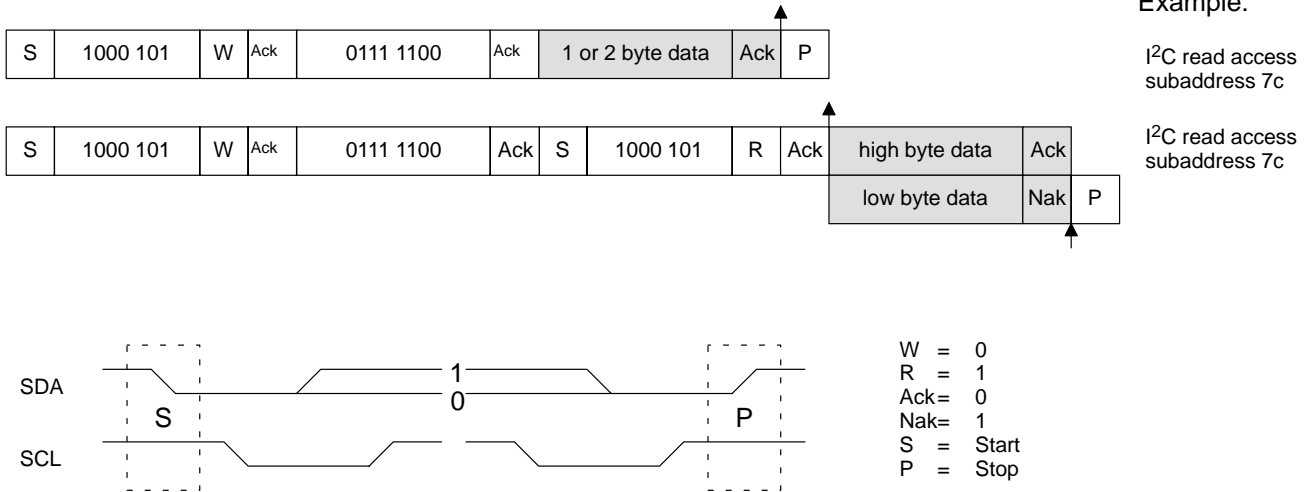 Example:
S 1000 101 W Ack 0111 1100 Ack 1 or 2 byte data Ack P
I2C read access
subaddress 7c
S 1000 101 W Ack 0111 1100 Ack S 1000 101 R Ack high byte data Ack
low byte data Nak P
I2C read access
subaddress 7c
SDA
S
1
0
P
SCL
W = 0
R = 1
Ack= 0
Nak= 1
S = Start
P = Stop